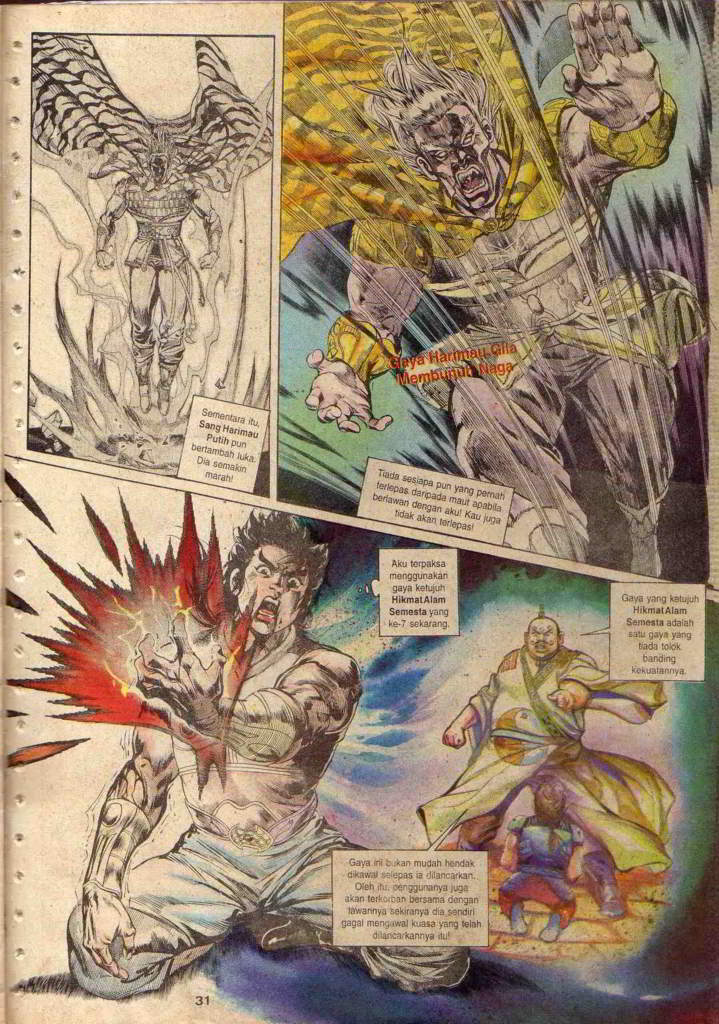 Sementara itu,
Sang Harimau
Putih pun
bertambah luka.
Dia semakin
marah!
Gaya Harimau Gila
Membunuh Naga
Tiada sesiapa pun yang pernah
terlepas daripada maut apabila
berlawan dengan aku! Kau juga
tidak akan terlepas!
Aku terpaksa
menggunakan
gaya ketujuh
Hikmat Alam
Semesta yang
ke-7 sekarang.
Gaya yang ketujuh
Hikmat Alam
Semesta adalah
satu gaya yang
tiada tolok
banding
kekuatannya.
Gaya ini bukan mudah hendak
dikawal selepas ia dilancarkan.
Oleh itu, penggunanya juga
akan terkorban bersama dengan
lawannya sekiranya dia sendiri
gagal mengawal kuasa yang telah
dilancarkannya itu!
31